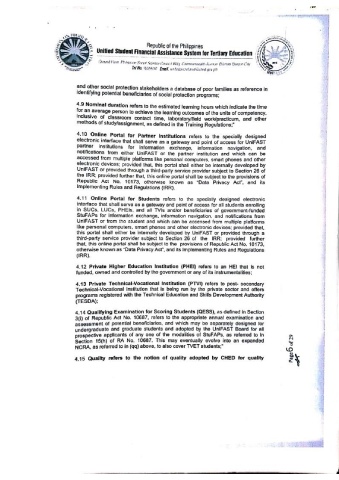 Republic of the Philippines
Unified Student Financial Assistance System for Tertiary Education
and other social protection stakeholders a database of poor families as reference in
identifying potential beneficiaries of social protection programs;
4.9 Nominal duration refers to the estimated learning hours which indicate the time
for an average person to achieve the learning outcomes of the units of competency,
inclusive of classroom contact time, laboratory/field work/practicum, and other
methods of study/assignment, as defined in the Training Regulations."
4.10 Online Portal for Partner Institutions refers to the specially designed
electronic interface that shall serve as a gateway and point of access for UniFAST
partner institutions for information exchange, information navigation, and
notifications from either UniFAST or the partner institution and which can be
accessed from multiple platforms like personal computers, smart phones and other
electronic devices; provided that, this portal shall either be internally developed by
UniFAST or provided through a third party service provider subject to Section 26 of
the IRR; provided further that, this online portal shall be subject to the provisions of
Republic Act No. 10173, otherwise known as "Data Privacy Act", and its
Implementing Rules and Regulations (IRR);
4.11 Online Portal for Students refers to the specially designed electronic
interface that shall serve as a gateway and point of access for all students enrolling
in SUCs, LUCs, PHEIs, and all TVIs and/or beneficiaries of government funded
StuFAPs for information exchange, information navigation, and notifications from
UniFAST or from the student and which can be accessed from multiple platforms
like personal computers, smart phones and other electronic devices; provided that,
this portal shall either be internally developed by UniFAST or provided through a
third-party service provider subject to Section 26 of the IRR; provided further
that, this online portal shall be subject to the provisions of Republic Act No. 10173,
otherwise known as "Data Privacy Act", and its Implementing Rules and Regulations
(IRR).
4.12 Private Higher Education Institution (PHEI) refers to an HEI that is not
funded, owned and controlled by the government or any of its instrumentalities;
4.13 Private Technical-Vocational Institution (PTVI) refers to post- secondary
Technical-Vocational Institution that is being run by the private sector and offers
programs registered with the Technical Education and Skills Development Authority
(TESDA);
4.14 Qualifying Examination for Scoring Students (QESS), as defined in Section
3(d) of Republic Act No. 10687, refers to the appropriate annual examination and
assessment of potential beneficiaries, and which may be separately designed for
undergraduate and graduate students and adopted by the UniFAST Board for all
prospective applicants of any one of the modalities of StuFAPs, as referred to in
Section 15(h) of RA No. 10687. This may eventually evolve into an expanded
NCRA, as referred to in (qq) above, to also cover "TVET students;"
4.15 Quality refers to the notion of quality adopted by CHED for quality
Page 6 of 29